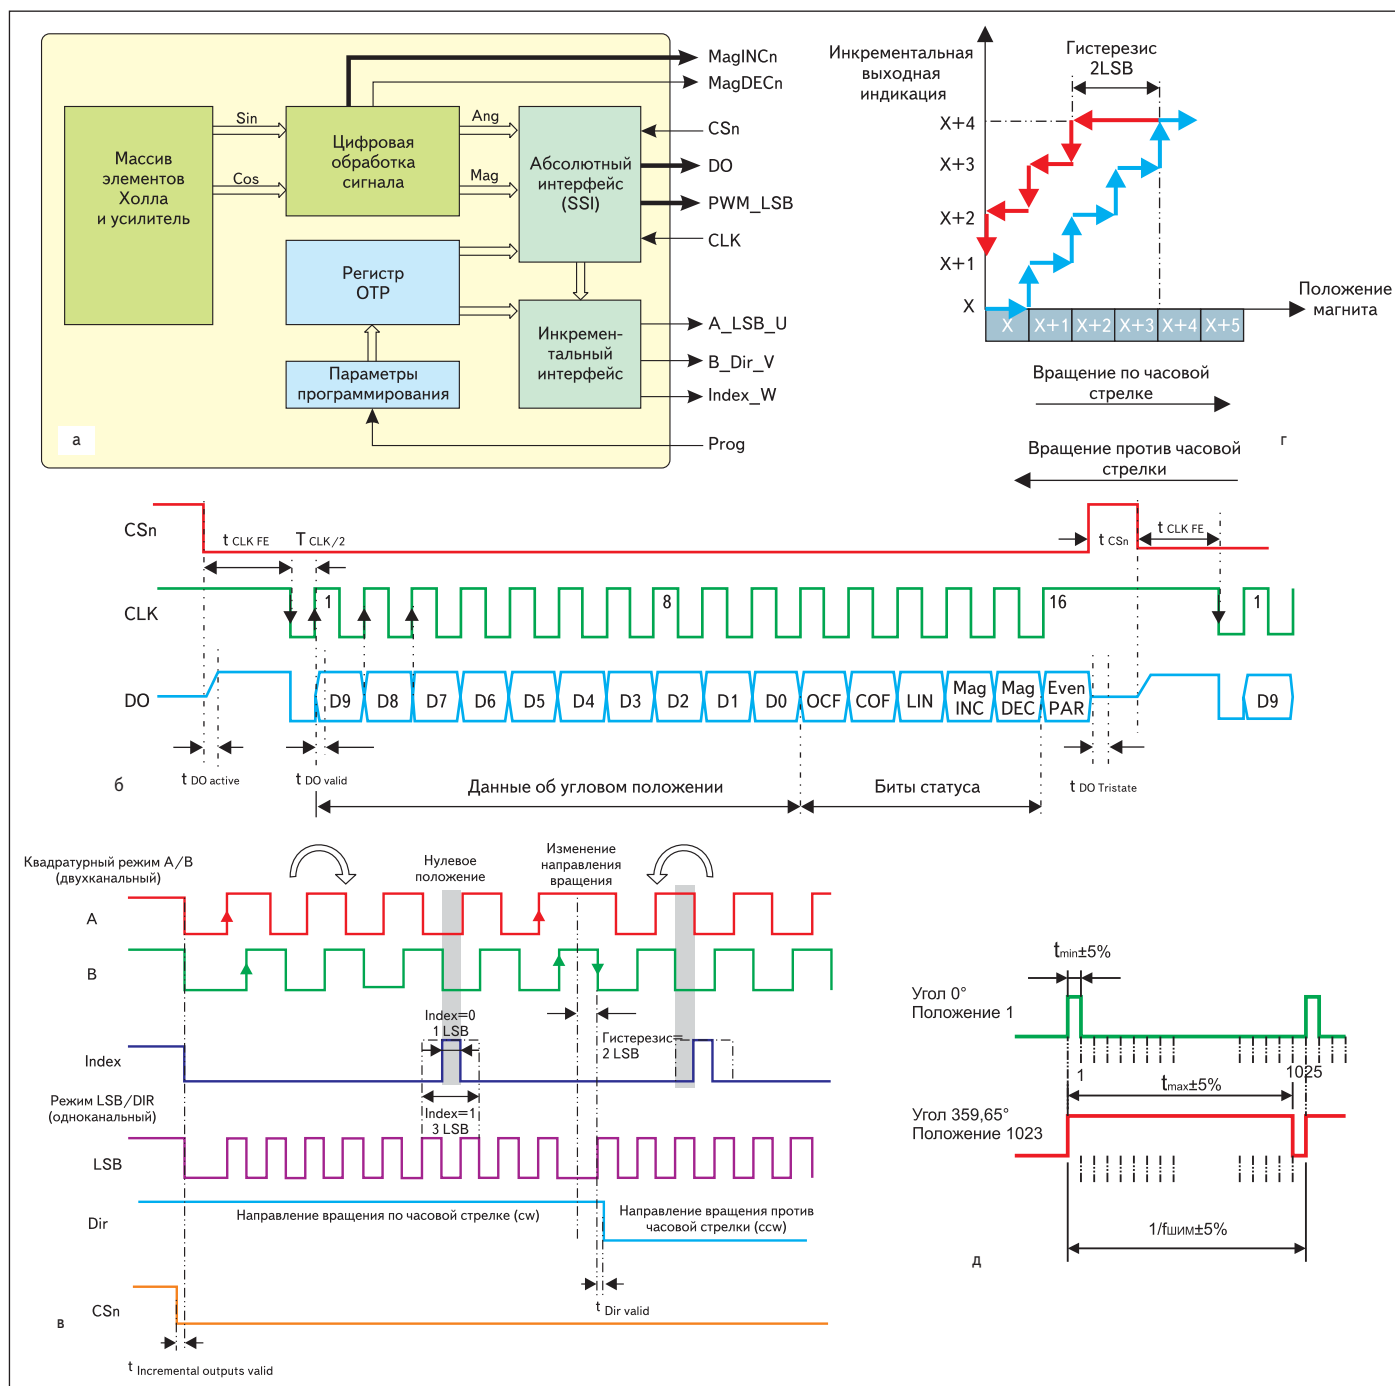 Массив
элементов
Холла
и усилитель
Sin
Cos
Цифровая
обработка
сигнала
Ang
Mag
Абсолютный
интерфейс
(SSI)
Регистр
ОТР
Параметры
программирования
Инкремен-
тальный
интерфейс
MagINCn
MagDECn
CSn
DO
PWM_LSB
CLK
A_LSB_U
B_Dir_V
Index_W
Prog
а
Инкрементальная
выходная
индикация
Гистерезис
2LSB
X+4
X+3
X+2
X+1
X
X X+1 X+2 X+3 X+4 X+5
Положение
магнита
Вращение по часовой
стрелке
г
Вращение против часовой
стрелки
CSn
t CLK FE
T CLK/2
t CSn
t CLK FE
CLK
1
8
16
1
DO
D9 D8 D7 D6 D5 D4 D3 D2 D1 D0 OCF COF LIN
Mag
INC
Mag
DEC
Even
PAR
D9
t DO active
t DO valid
Данные об угловом положении
Биты статуса
t DO Tristate
б
Квадратурный режим A/B
(двухканальный)
Нулевое
положение
Изменение
направления
вращения
A
B
Index=0
1 LSB
Гистерезис=
2 LSB
Index
Index=1
3 LSB
Режим LSB/DIR
(одноканальный)
LSB
Dir
Направление вращения по часовой стрелке (cw)
Направление вращения против
часовой стрелки (ccw)
CSn
t Dir valid
t Incremental outputs valid
в
tmin±5%
Угол 0°
Положение 1
1
1025
tmax±5%
Угол 359,65°
Положение 1023
1/fШИМ±5%
д